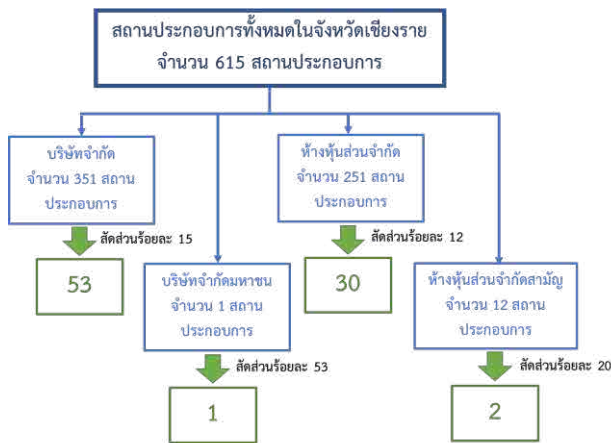 สถานประกอบการทั้งหมดในจังหวัดเชียงราย
จำนวน 615 สถานประกอบการ
บริษัทจำกัด
จำนวน 351 สถาน
ประกอบการ
สัดส่วนร้อยละ 15
53
บริษัทจำกัดมหาชน
จำนวน 1 สถาน
ประกอบการ
สัดส่วนร้อยละ 53
1
ห้างหุ้นส่วนจำกัด
จำนวน 251 สถาน
ประกอบการ
สัดส่วนร้อยละ 12
30
ห้างหุ้นส่วนจำกัดสามัญ
จำนวน 12 สถาน
ประกอบการ
สัดส่วนร้อยละ 20
2